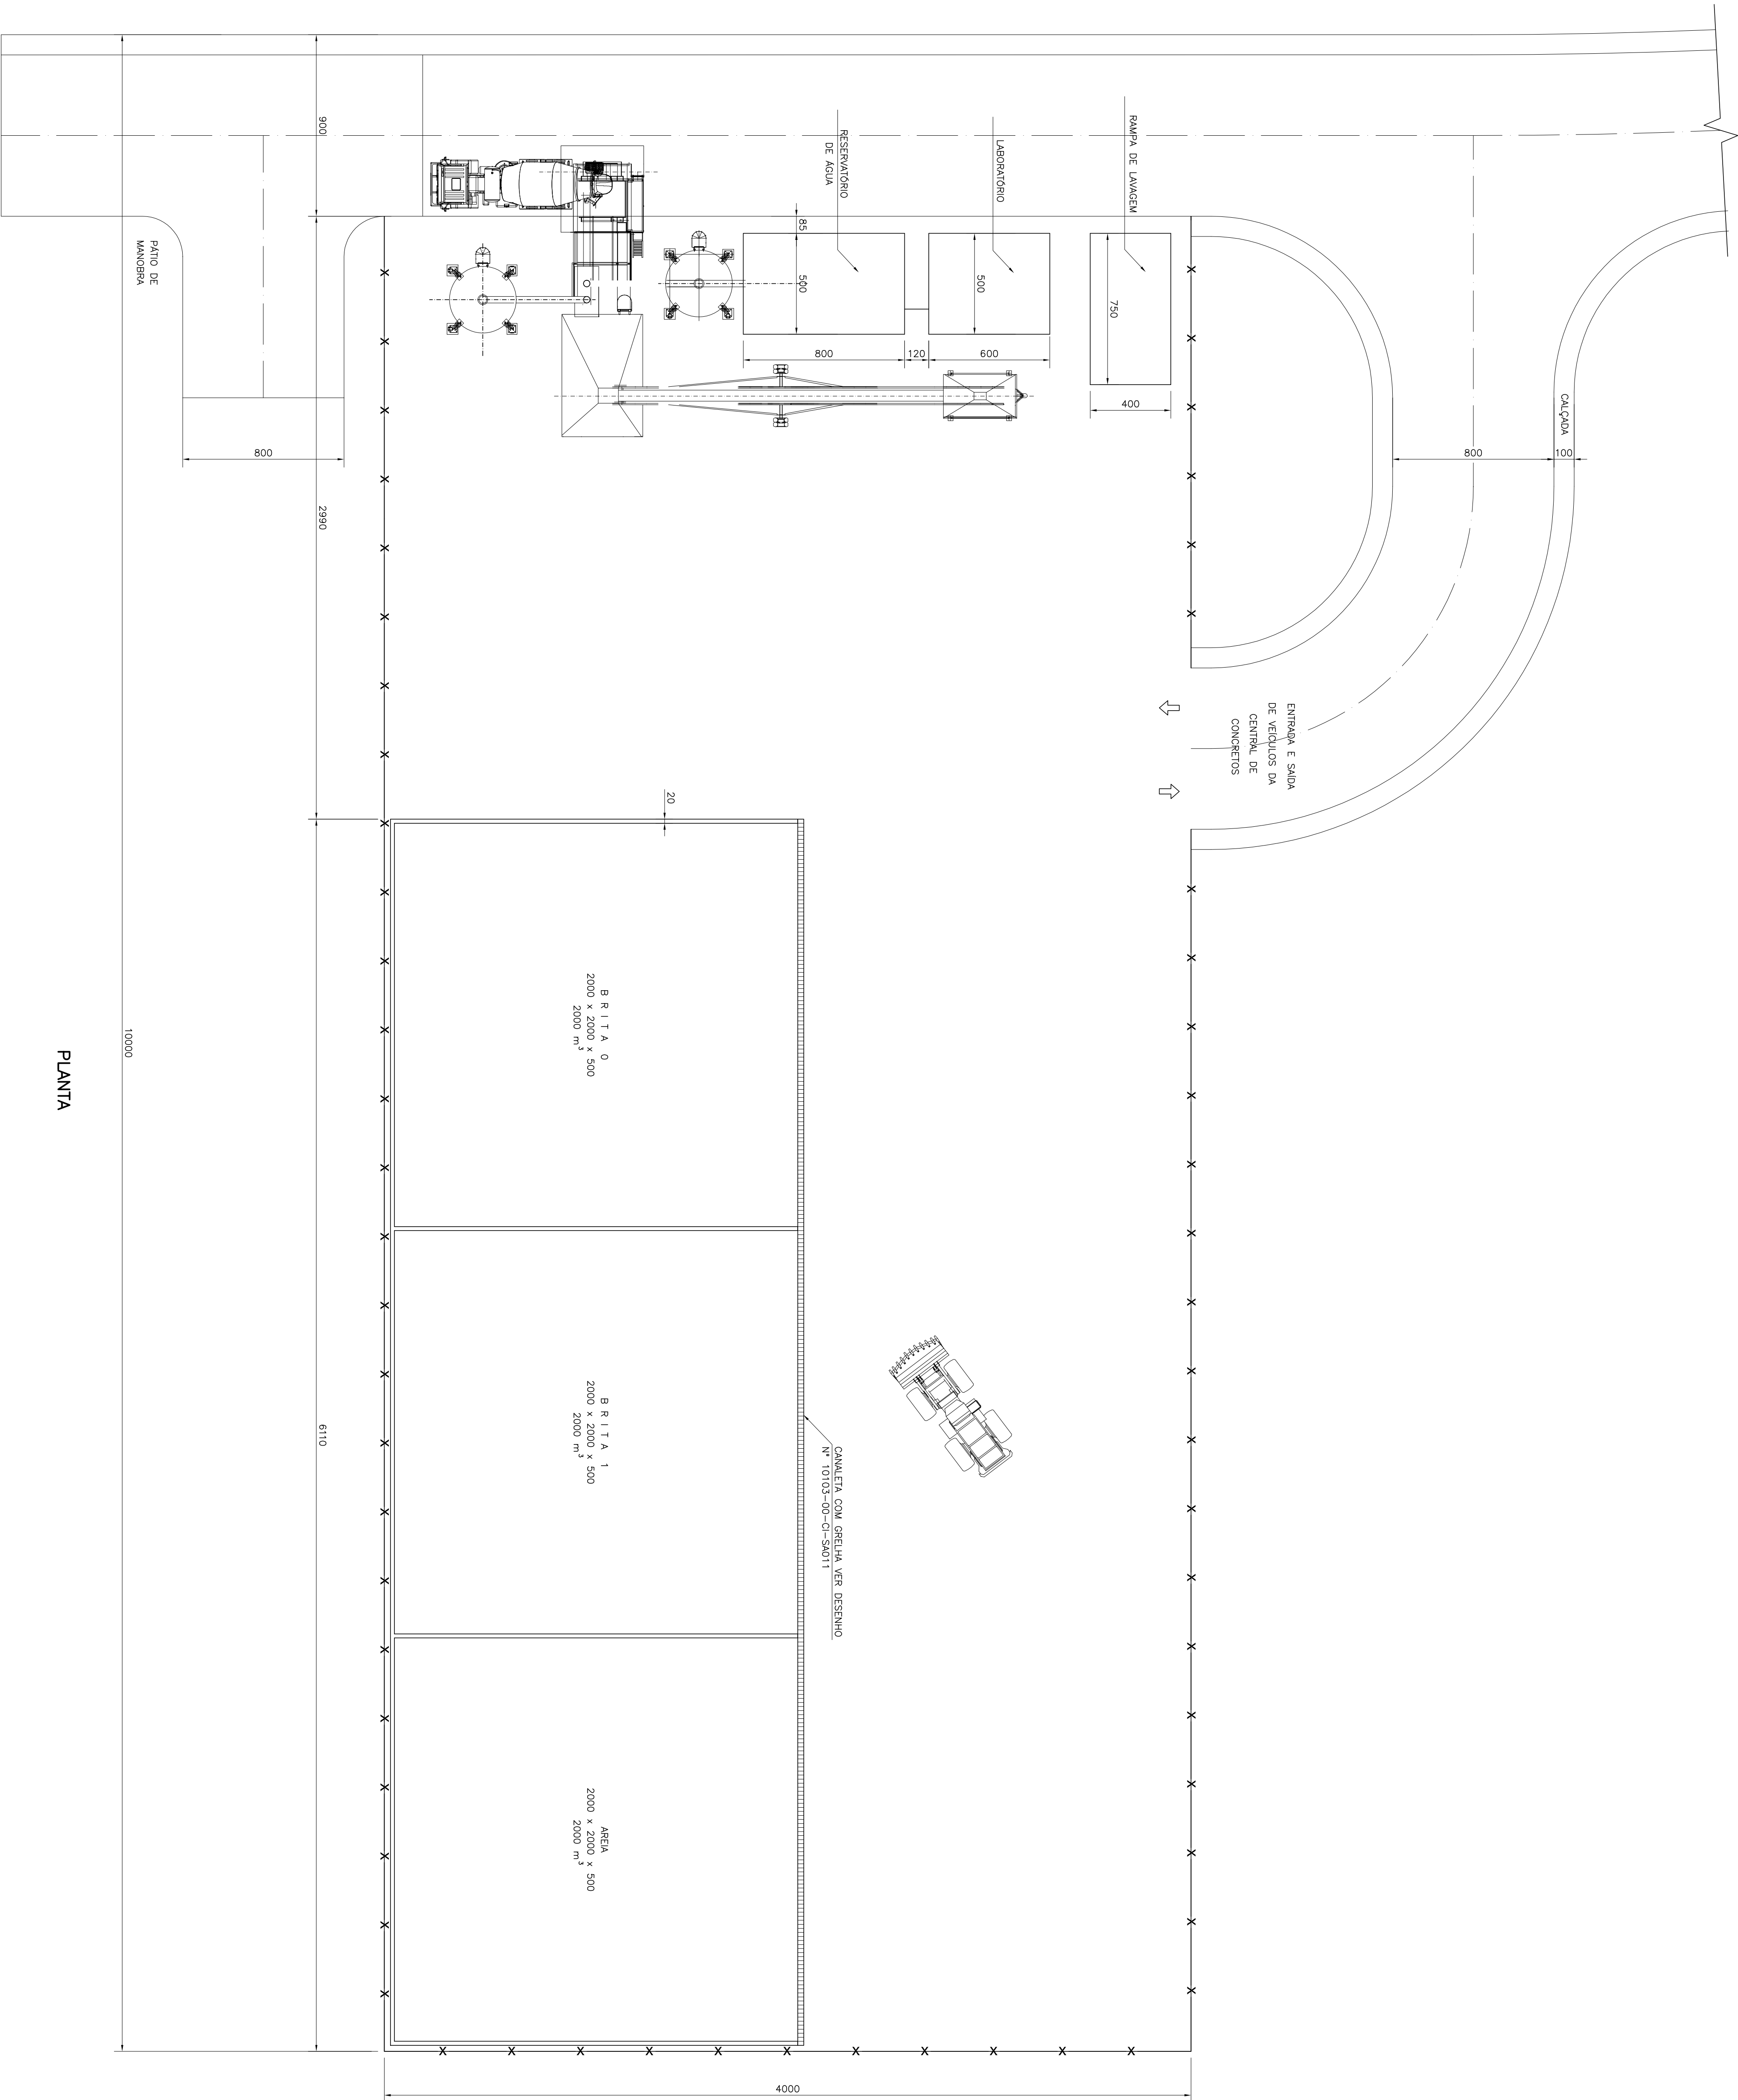 900
RESERVATÓRIO
DE ÁGUA
LABORATÓRIO
RAMPA DE LAVAGEM
PÁTIO DE
MANOBRA
85
500
500
750
800
120
600
400
CALÇADA
800
800
100
2990
ENTRADA E SAÍDA
DE VEÍCULOS DA
CENTRAL DE
CONCRETOS
20
B R I T A 0
2000 x 2000 x 500
2000 m³
10000
PLANTA
6110
B R I T A 1
2000 x 2000 x 500
2000 m³
CANALETA COM GRELHA VER DESENHO
N° 10103-00-CI-SA011
AREIA
2000 x 2000 x 500
2000 m³
4000